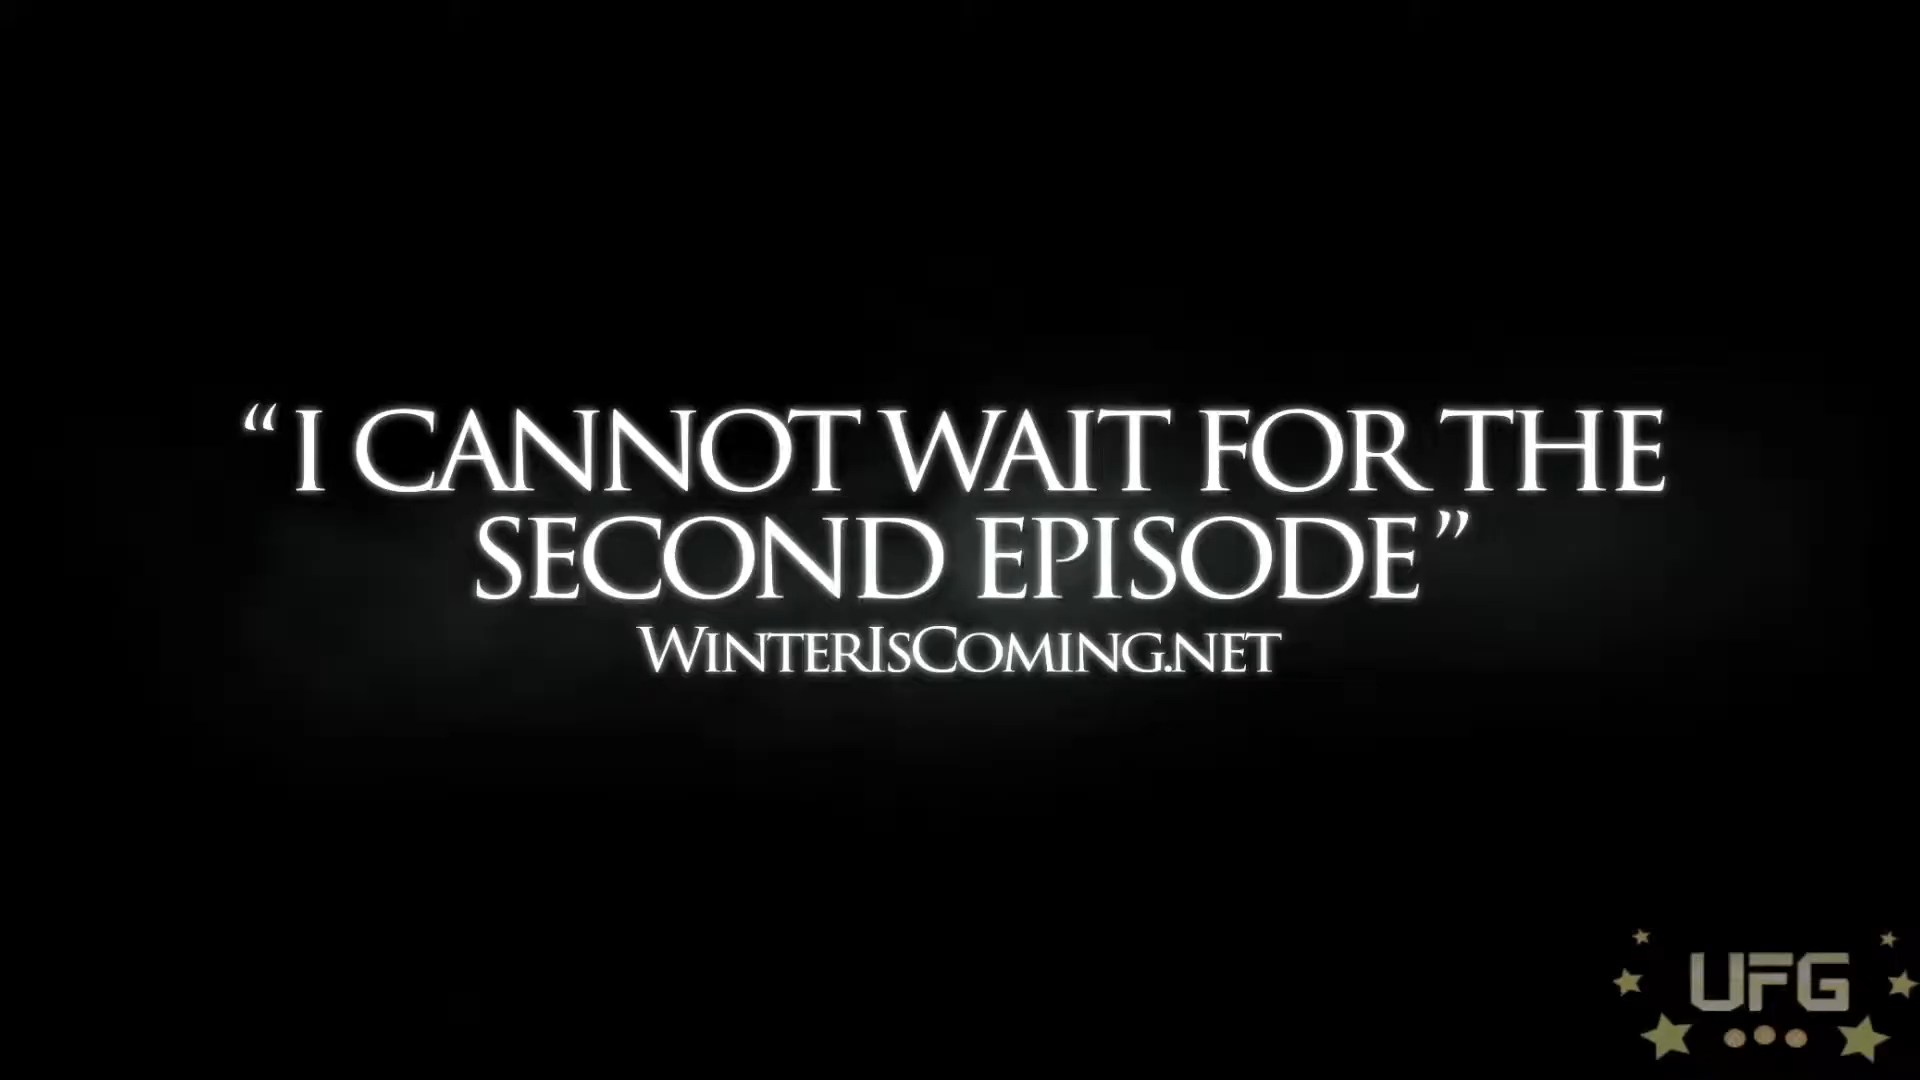 “I CANNOT WAIT FOR THE
SECOND EPISODE”
WINTERISCOMING.NET
UFG